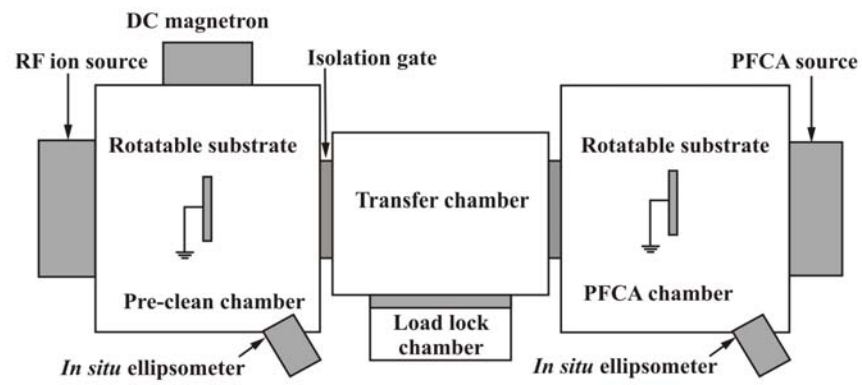 DC magnetron
RF ion source
Isolation gate
PFCA source
Rotatable substrate
Transfer chamber
Rotatable substrate
Pre-clean chamber
PFCA chamber
Load lock
chamber
In situ ellipsometer
In situ ellipsometer